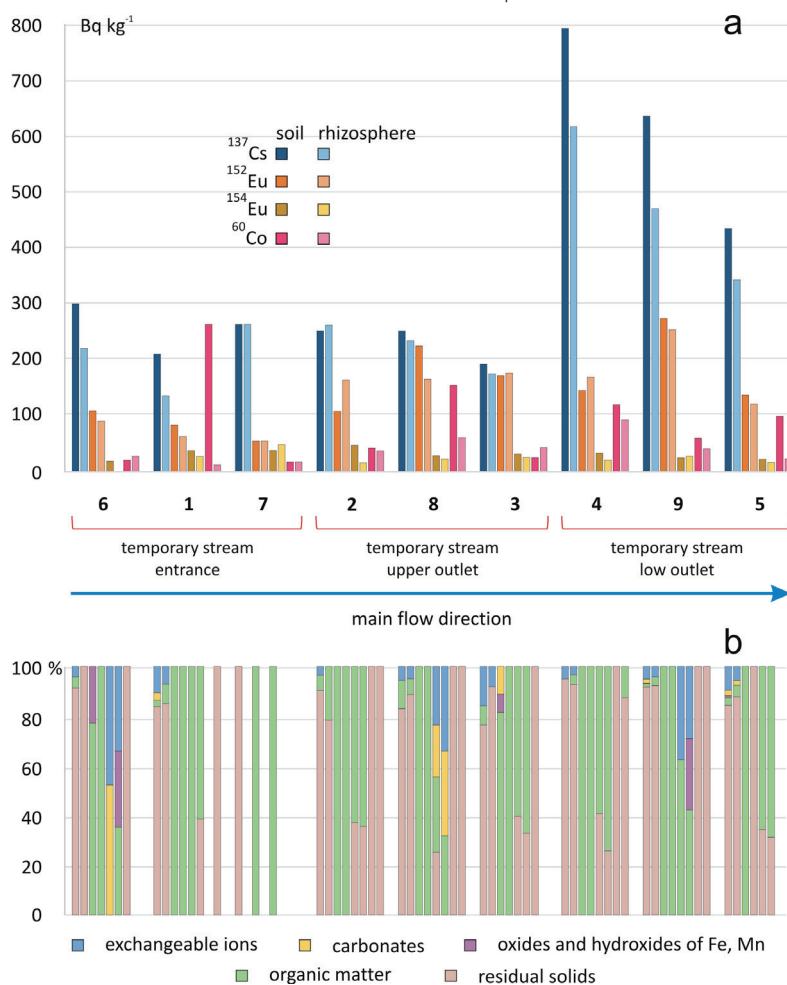 Bq kg-1
a
800
700
600
500
400
300
200
100
0
soil rhizosphere
137Cs
152Eu
154Eu
60Co
6 1 7 2 8 3 4 9 5
temporary stream entrance
temporary stream upper outlet
temporary stream low outlet
main flow direction
b
100 %
80
60
40
20
0
exchangeable ions carbonates oxides and hydroxides of Fe, Mn
organic matter residual solids